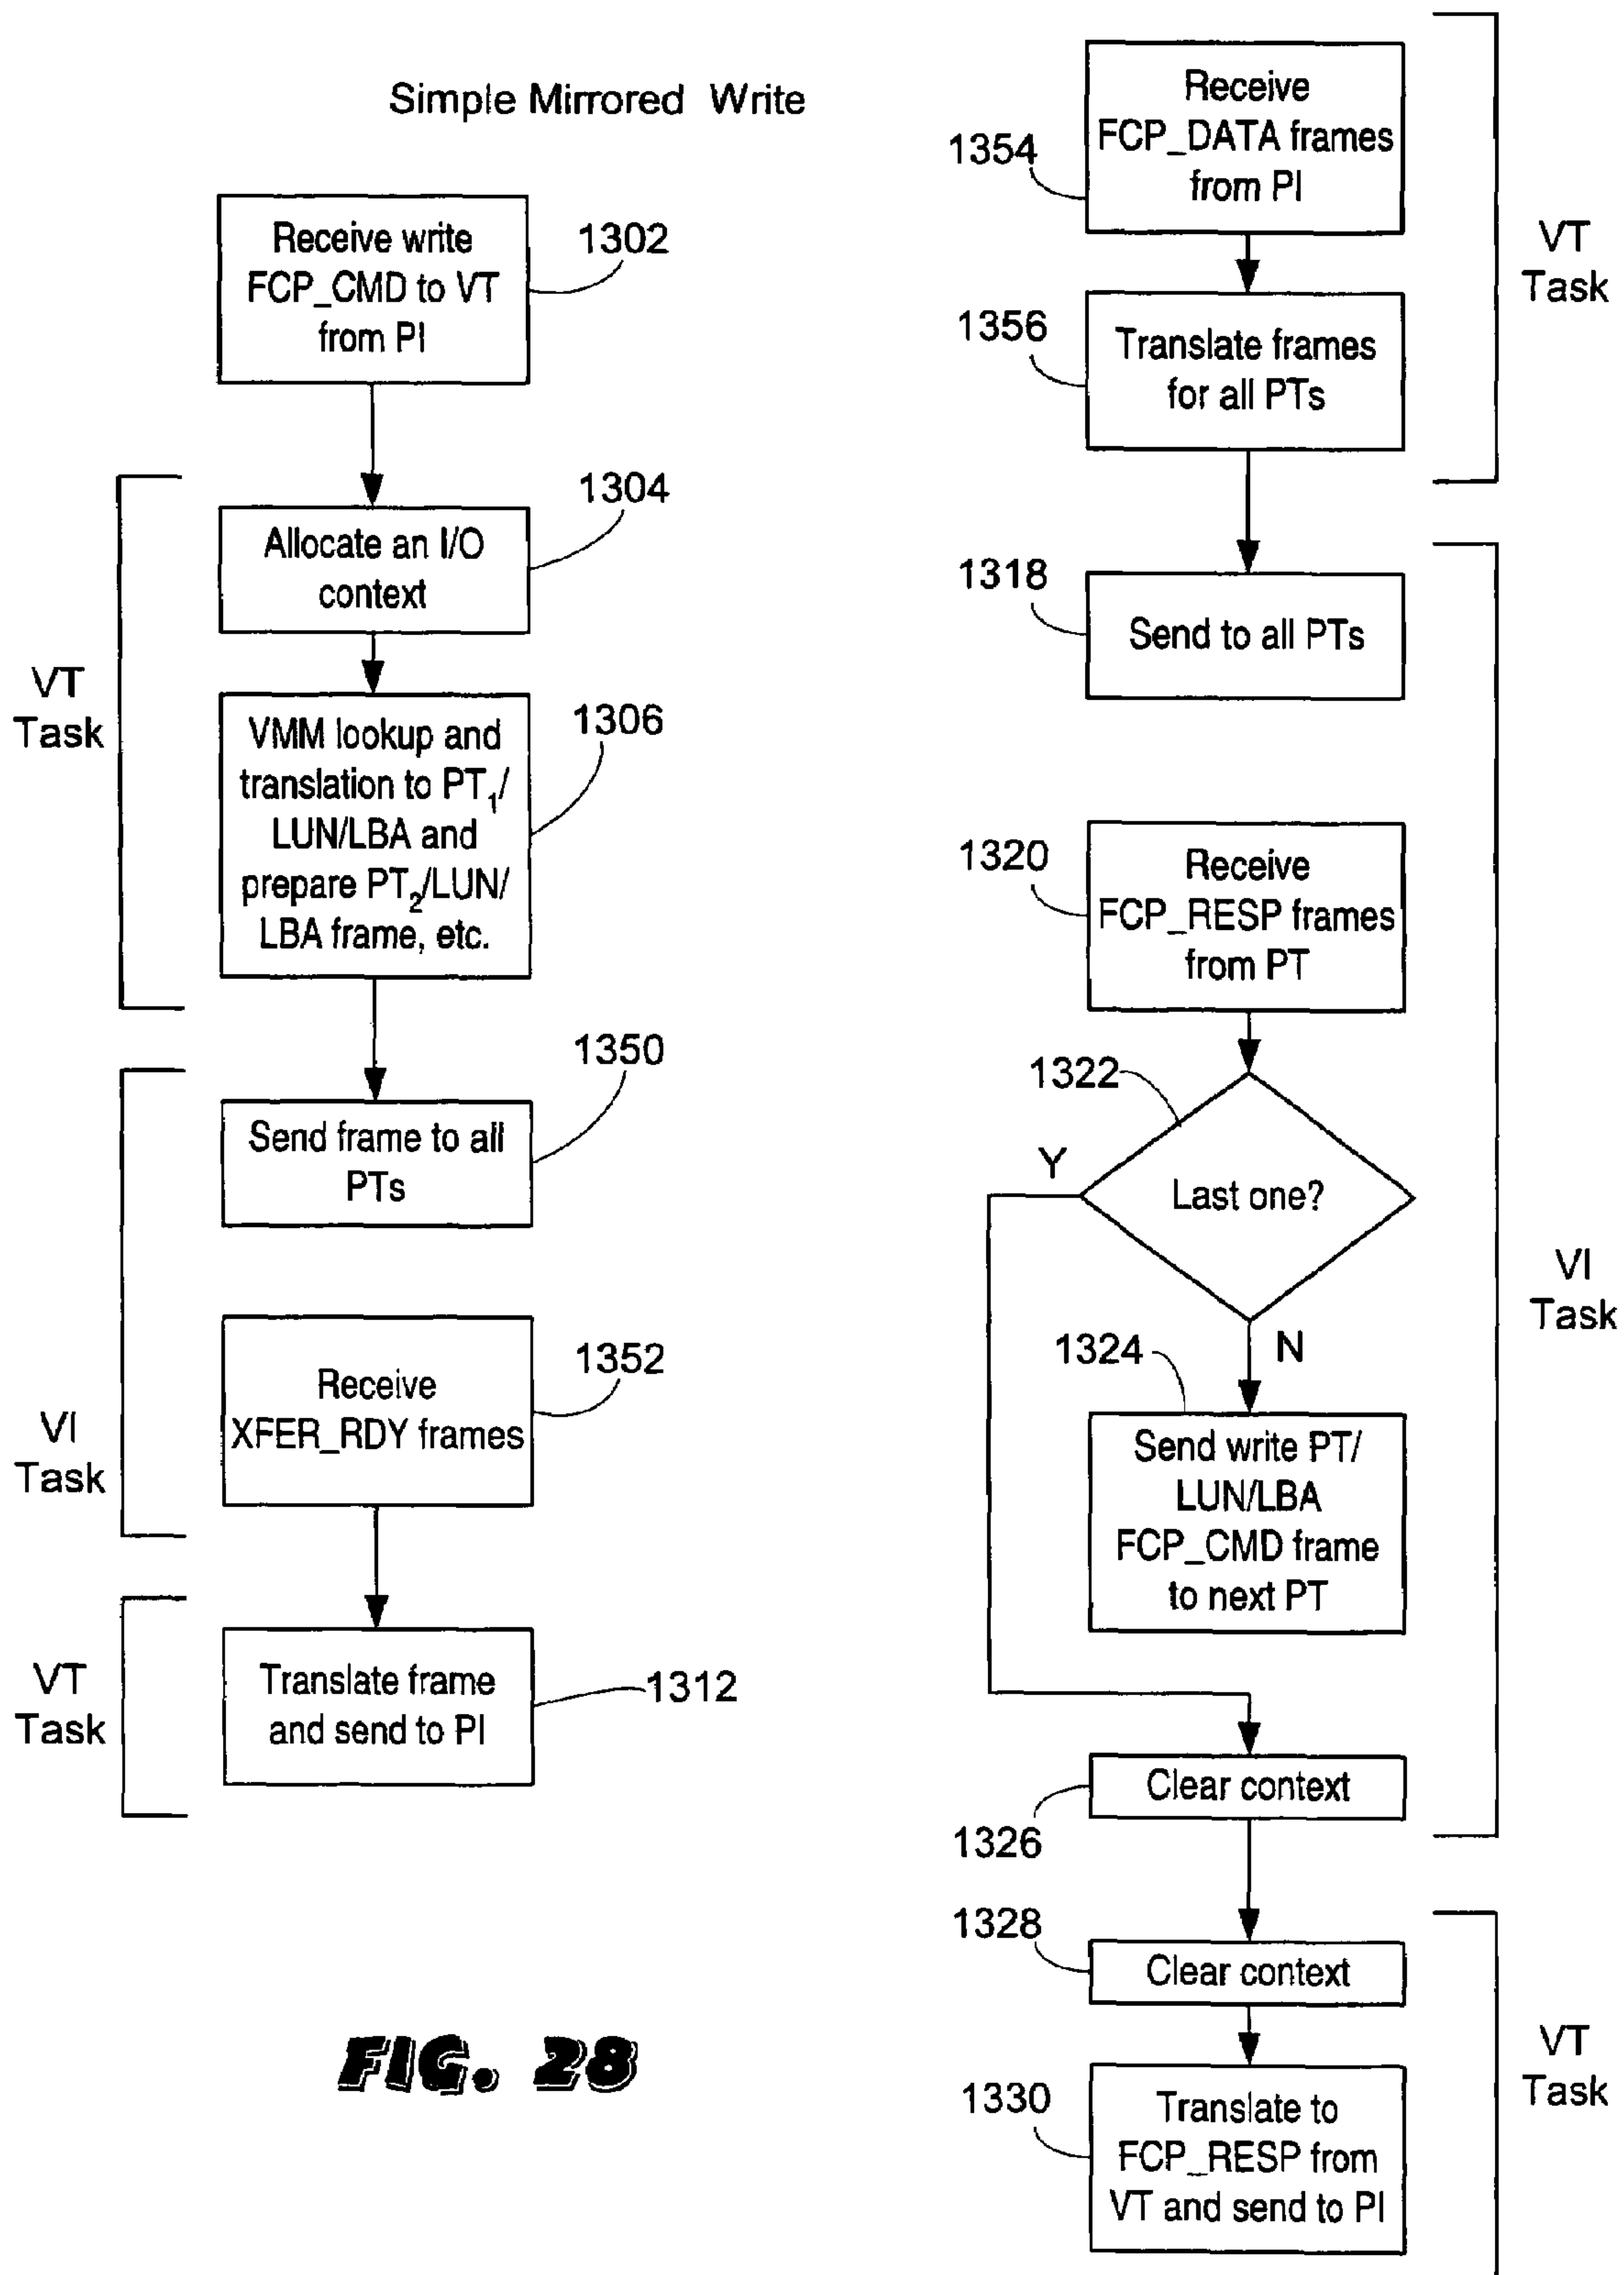 Simple Mirrored Write
Receive write
FCP_CMD to VT
from PI
1302
VT
Task
1304
Allocate an I/O
context
1306
VMM lookup and
translation to PT1/
LUN/LBA and
prepare PT2/LUN/
LBA frame, etc.
VI
Task
1350
Send frame to all
PTs
1352
Receive
XFER_RDY frames
VT
Task
1312
Translate frame
and send to PI
1354
Receive
FCP_DATA frames
from PI
VT
Task
1356
Translate frames
for all PTs
1318
Send to all PTs
1320
Receive
FCP_RESP frames
from PT
1322
Y
Last one?
N
VI
Task
1324
Send write PT/
LUN/LBA
FCP_CMD frame
to next PT
Clear context
1326
1328
Clear context
VT
Task
1330
Translate to
FCP_RESP from
VT and send to PI
FIG. 28